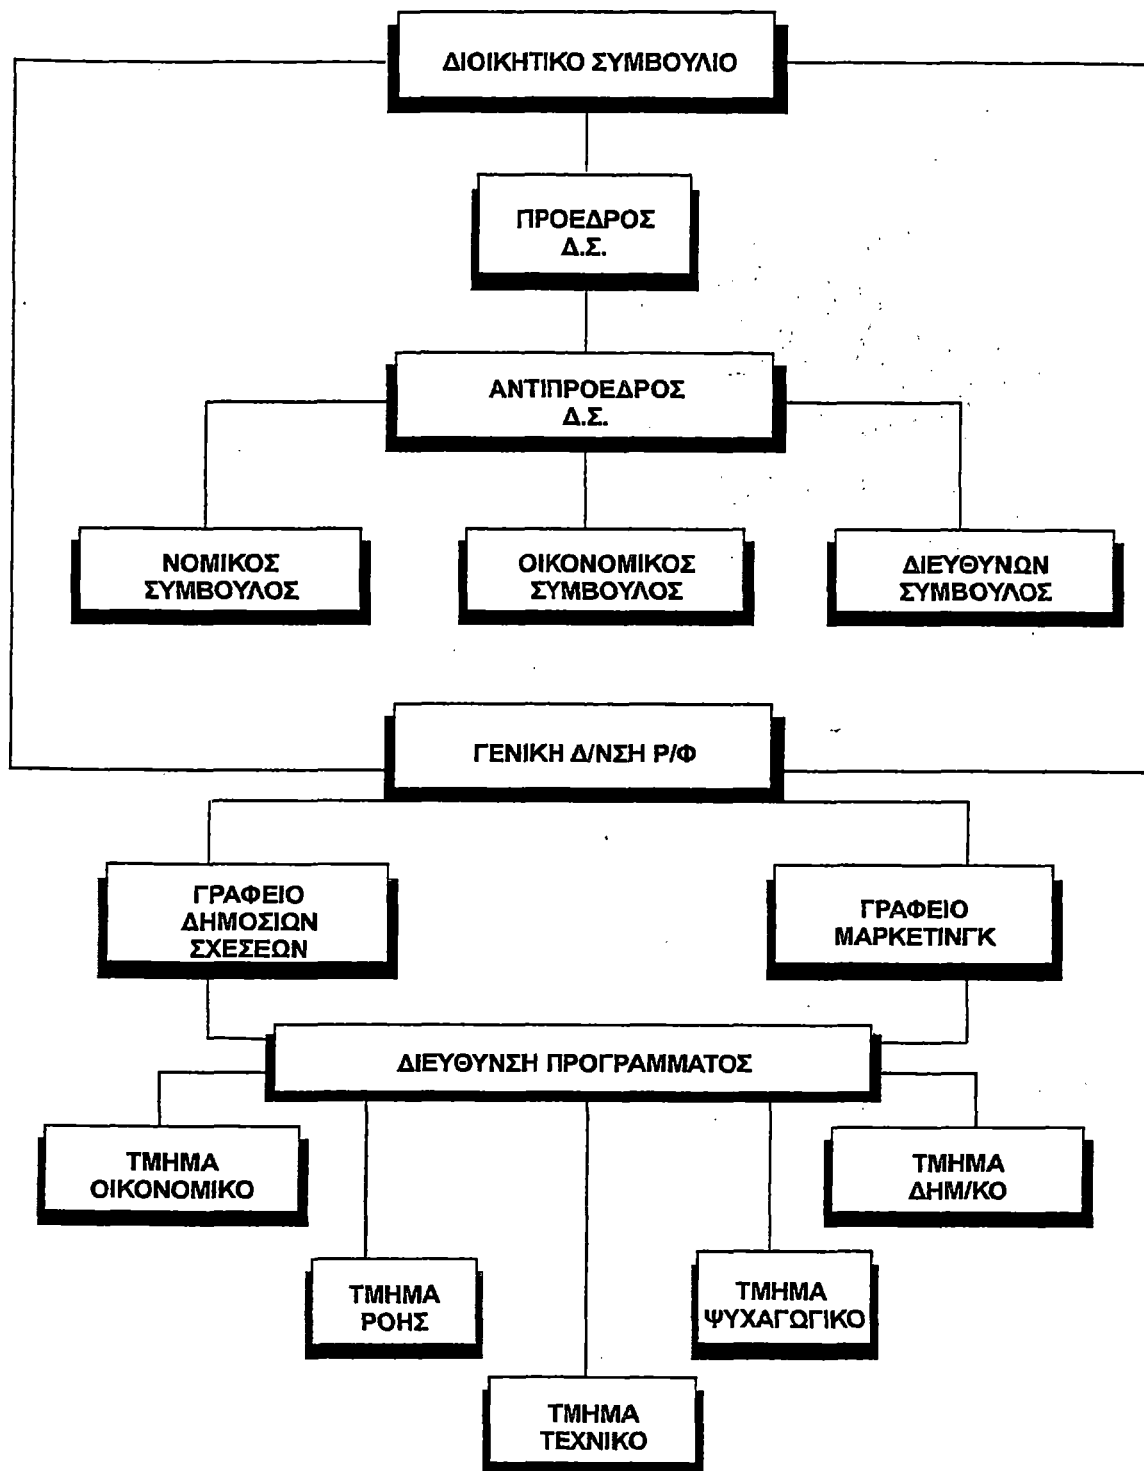 ΔΙΟΙΚΗΤΙΚΟ ΣΥΜΒΟΥΛΙΟ
ΠΡΟΕΔΡΟΣ
Δ.Σ.
ΑΝΤΙΠΡΟΕΔΡΟΣ
Δ.Σ.
ΝΟΜΙΚΟΣ
ΣΥΜΒΟΥΛΟΣ
ΟΙΚΟΝΟΜΙΚΟΣ
ΣΥΜΒΟΥΛΟΣ
ΔΙΕΥΘΥΝΩΝ
ΣΥΜΒΟΥΛΟΣ
ΓΕΝΙΚΗ Δ/ΝΣΗ Ρ/Φ
ΓΡΑΦΕΙΟ
ΔΗΜΟΣΙΩΝ
ΣΧΕΣΕΩΝ
ΓΡΑΦΕΙΟ
ΜΑΡΚΕΤΙΝΓΚ
ΔΙΕΥΘΥΝΣΗ ΠΡΟΓΡΑΜΜΑΤΟΣ
ΤΜΗΜΑ
ΟΙΚΟΝΟΜΙΚΟ
ΤΜΗΜΑ
ΔΗΜ/ΚΟ
ΤΜΗΜΑ
ΡΟΗΣ
ΤΜΗΜΑ
ΨΥΧΑΓΩΓΙΚΟ
ΤΜΗΜΑ
ΤΕΧΝΙΚΟ